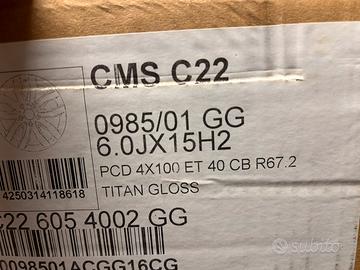 CMS C22
0985/01 GG
6.0JX15H2
PCD 4X100 ET 40 CB R67.2
TITAN GLOSS
4250314118618
C22 605 4002 GG
0098501ACGG16CG
subito